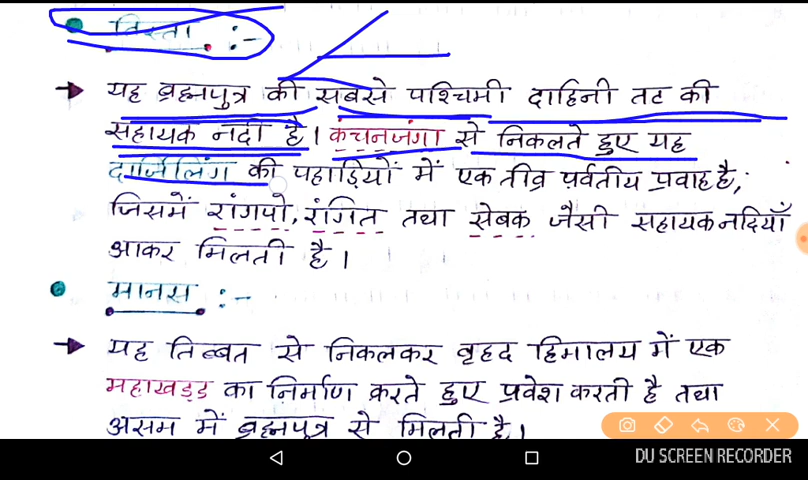 तिस्ता :-
→ यह ब्रह्मपुत्र की सबसे पश्चिमी दाहिनी तट की
सहायक नदी है। कंचनजंगा से निकलते हुए यह
दार्जिलिंग की पहाड़ियों में एक तीव्र पर्वतीय प्रवाह है,
जिसमें रांगपो, रंगित तथा सेबक जैसी सहायक नदियाँ
आकर मिलती है।
मानस :-
→ यह तिब्बत से निकलकर वृहद हिमालय में एक
महाखड्ड का निर्माण करते हुए प्रवेश करती है तथा
असम में ब्रह्मपुत्र से मिलती है।
DU SCREEN RECORDER